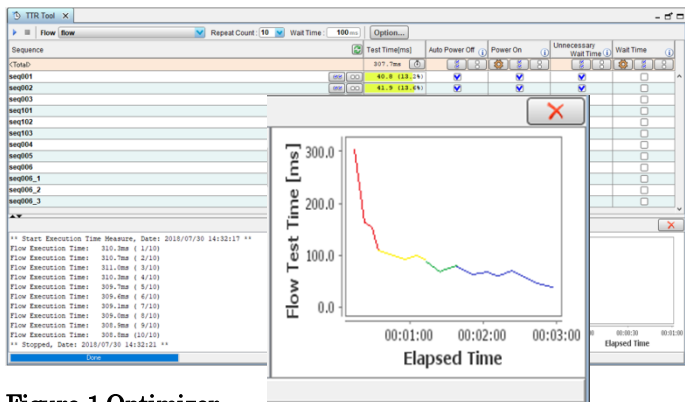 TTR Tool
Flow flow Repeat Count: 10 Wait Time: 100 ms Option...
Sequence Test Time[ms] Auto Power Off Power On Unnecessary Wait Time Wait Time
(Total) 307.7ms
seq001 40.8 (13.2%)
seq002 41.9 (13.6%)
seq003
seq101
seq102
seq103
seq004
seq005
seq006
seq006_1
seq006_2
seq006_3
** Start Execution Time Measure, Date: 2018/07/30 14:32:17 **
Flow Execution Time: 310.3ms ( 1/10)
Flow Execution Time: 310.7ms ( 2/10)
Flow Execution Time: 311.0ms ( 3/10)
Flow Execution Time: 310.3ms ( 4/10)
Flow Execution Time: 309.7ms ( 5/10)
Flow Execution Time: 309.6ms ( 6/10)
Flow Execution Time: 309.1ms ( 7/10)
Flow Execution Time: 308.8ms ( 8/10)
Flow Execution Time: 308.9ms ( 9/10)
Flow Execution Time: 308.8ms (10/10)
** Stopped, Date: 2018/07/30 14:32:21 **
Done
Flow Test Time [ms]
300.0
200.0
100.0
0.0
00:01:00 00:02:00 00:03:00
Elapsed Time
00:00:30 00:01:00
Elapsed Time
Figure 1 Optimizer